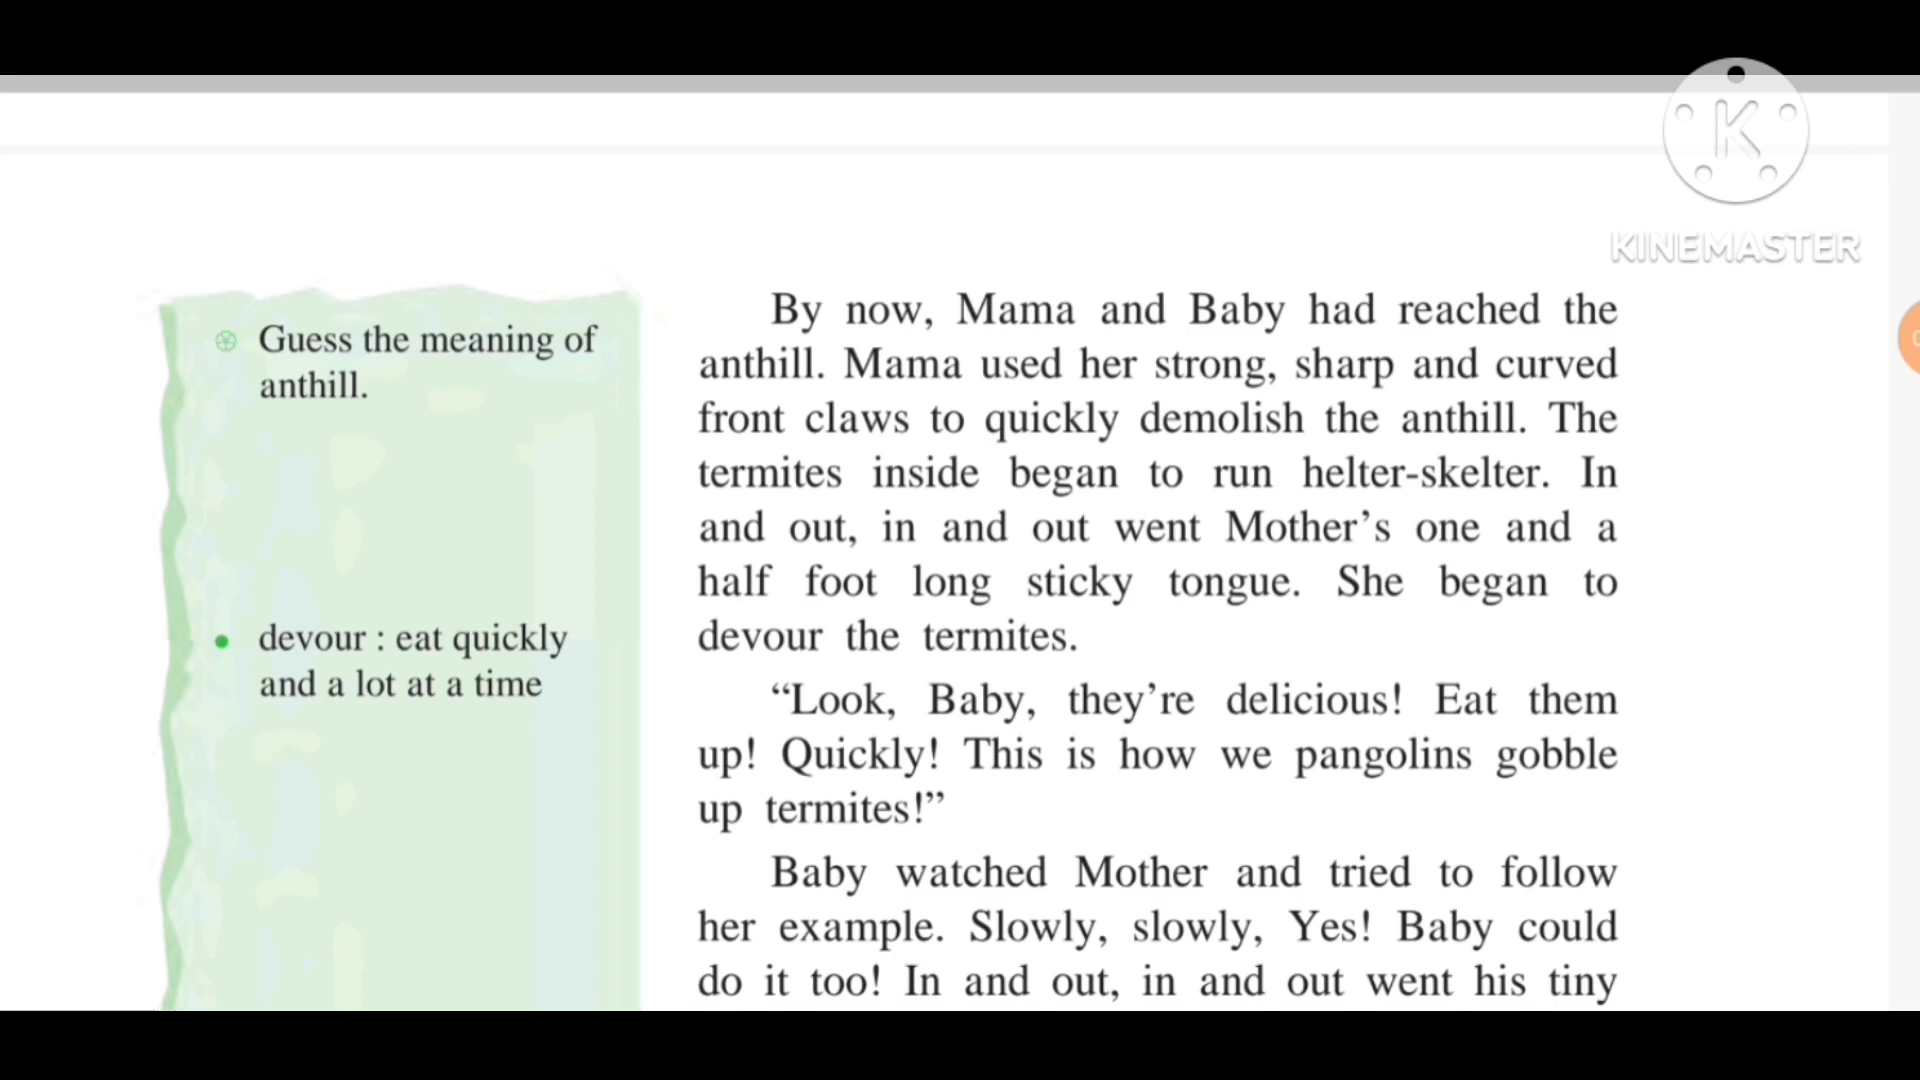 K
KINEMASTER
Guess the meaning of
anthill.
devour : eat quickly
and a lot at a time
By now, Mama and Baby had reached the
anthill. Mama used her strong, sharp and curved
front claws to quickly demolish the anthill. The
termites inside began to run helter-skelter. In
and out, in and out went Mother’s one and a
half foot long sticky tongue. She began to
devour the termites.
“Look, Baby, they’re delicious! Eat them
up! Quickly! This is how we pangolins gobble
up termites!”
Baby watched Mother and tried to follow
her example. Slowly, slowly, Yes! Baby could
do it too! In and out, in and out went his tiny